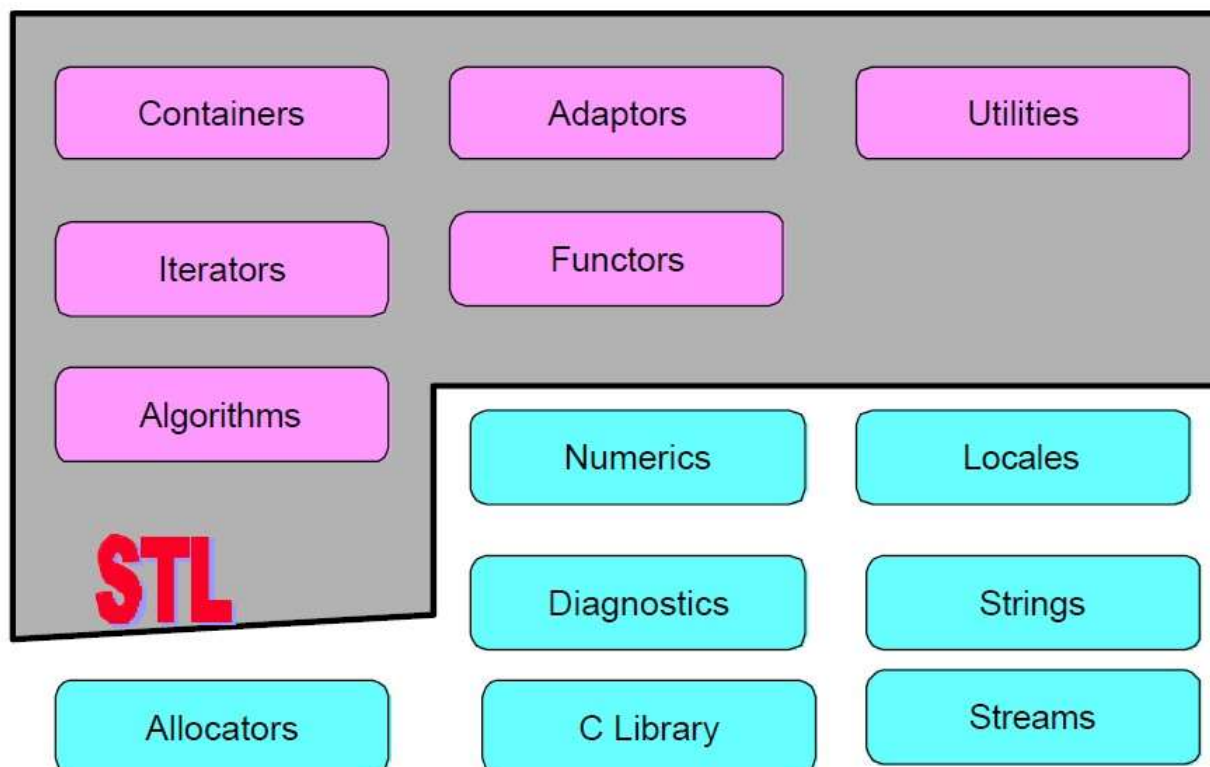 Containers
Adaptors
Utilities
Iterators
Functors
Algorithms
Numerics
Locales
STL
Diagnostics
Strings
Allocators
C Library
Streams